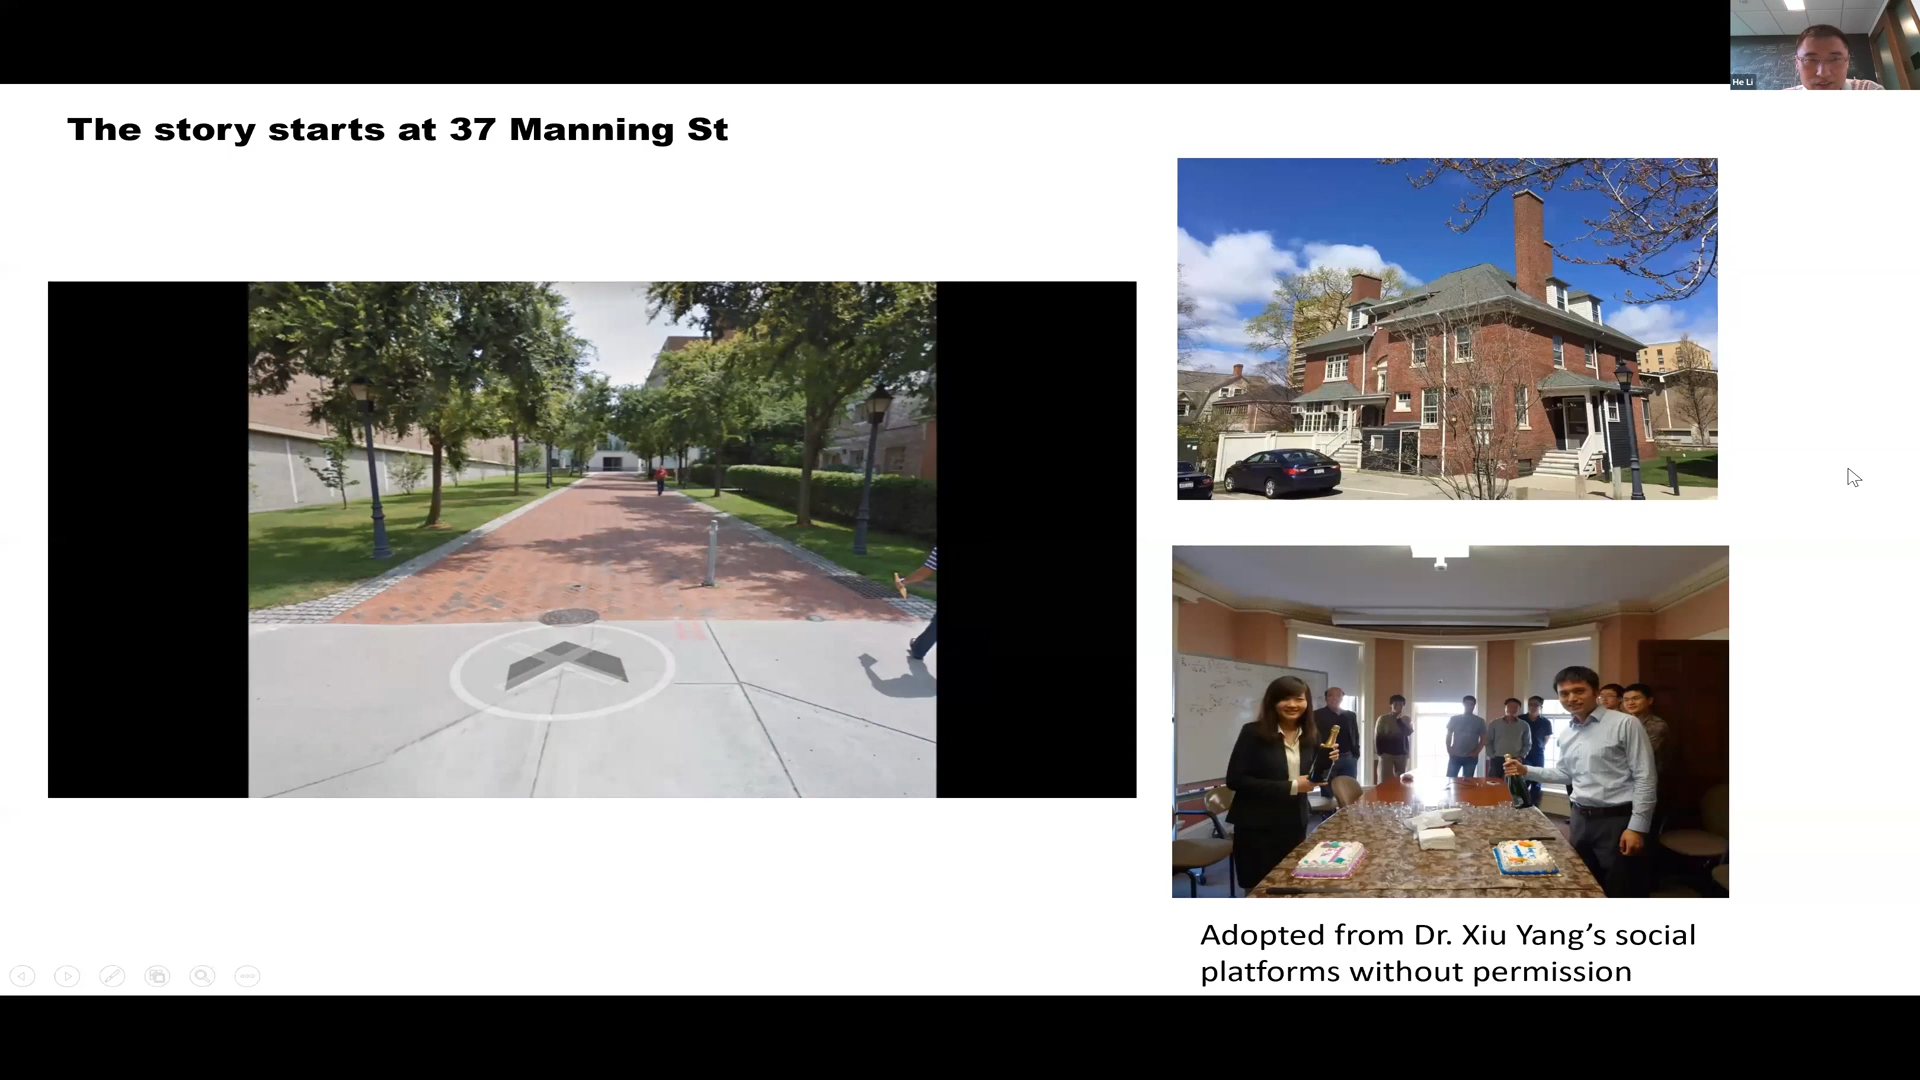 He Li
The story starts at 37 Manning St
Adopted from Dr. Xiu Yang’s social
platforms without permission